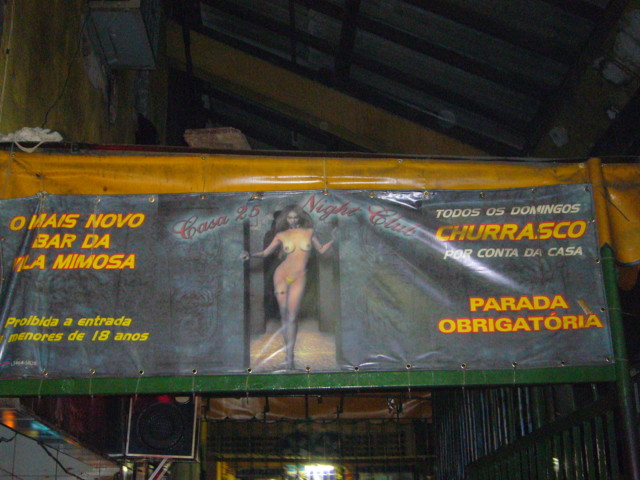 O MAIS NOVO
BAR DA
VILA MIMOSA
Proibida a entrada
menores de 18 anos
Casa 25 Night Club
TODOS OS DOMINGOS
CHURRASCO
POR CONTA DA CASA
PARADA
OBRIGATÓRIA